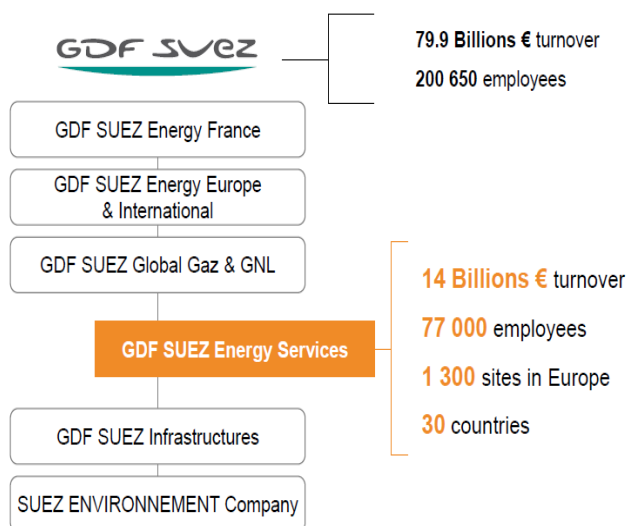 GDF SUEZ
79.9 Billions € turnover
200 650 employees
GDF SUEZ Energy France
GDF SUEZ Energy Europe
& International
GDF SUEZ Global Gaz & GNL
GDF SUEZ Energy Services
14 Billions € turnover
77 000 employees
1 300 sites in Europe
30 countries
GDF SUEZ Infrastructures
SUEZ ENVIRONNEMENT Company